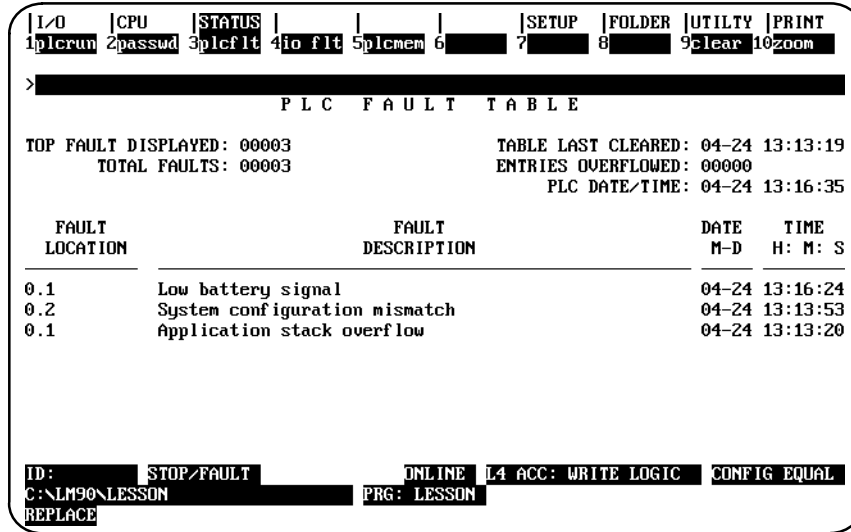 |I/O |CPU |STATUS | | |SETUP |FOLDER |UTILTY |PRINT
1plcrun 2passwd 3plcflt 4io flt 5plcmem 6 7 8 9clear 10zoom
>
P L C F A U L T T A B L E
TOP FAULT DISPLAYED: 00003 TABLE LAST CLEARED: 04-24 13:13:19
TOTAL FAULTS: 00003 ENTRIES OVERFLOWED: 00000
PLC DATE/TIME: 04-24 13:16:35
FAULT FAULT DATE TIME
LOCATION DESCRIPTION M-D H: M: S
0.1 Low battery signal 04-24 13:16:24
0.2 System configuration mismatch 04-24 13:13:53
0.1 Application stack overflow 04-24 13:13:20
ID: STOP/FAULT ONLINE L4 ACC: WRITE LOGIC CONFIG EQUAL
C:\LM90\LESSON PRG: LESSON
REPLACE